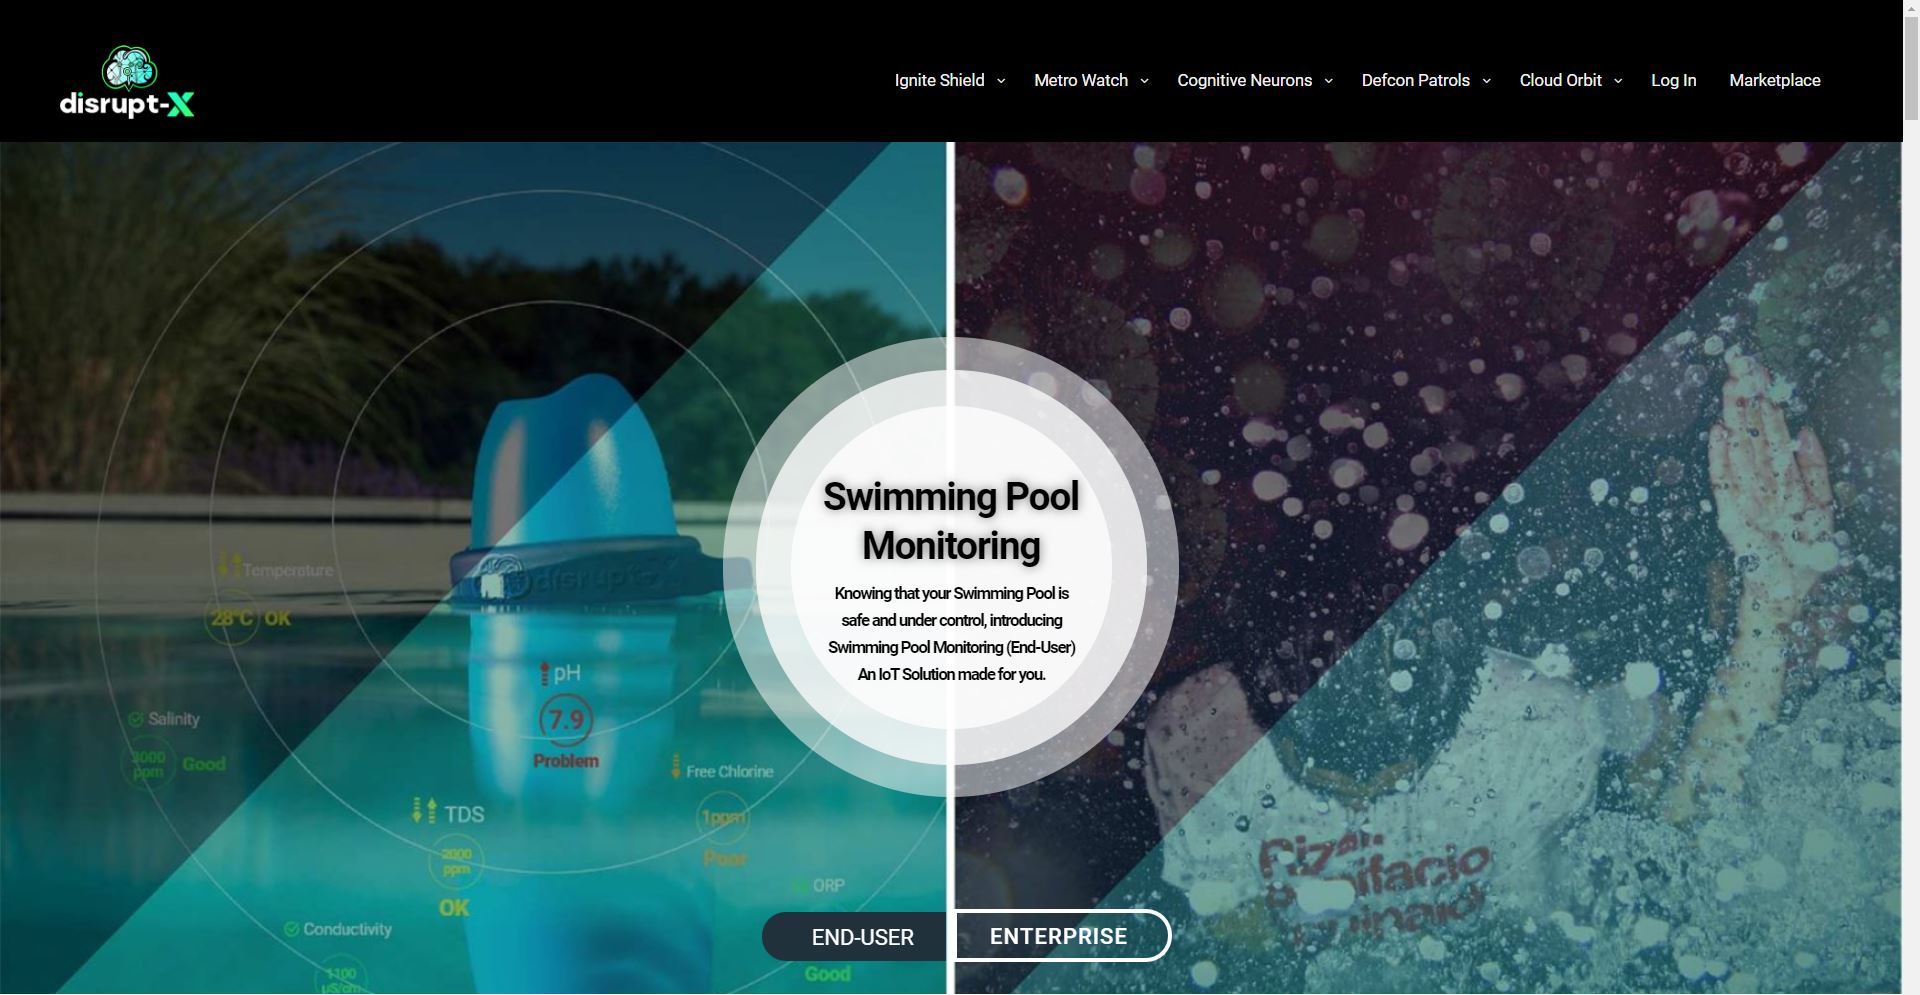 disrupt-X
Ignite Shield
Metro Watch
Cognitive Neurons
Defcon Patrols
Cloud Orbit
Log In
Marketplace
Swimming Pool
Monitoring
Knowing that your Swimming Pool is
safe and under control, introducing
Swimming Pool Monitoring (End-User)
An IoT Solution made for you.
Temperature
28°C OK
disrupt-X
pH
7.9
Problem
Salinity
3000
ppm
Good
Free Chlorine
1ppm
Poor
TDS
2000
ppm
OK
ORP
Good
Conductivity
1100
µS/cm
END-USER
ENTERPRISE